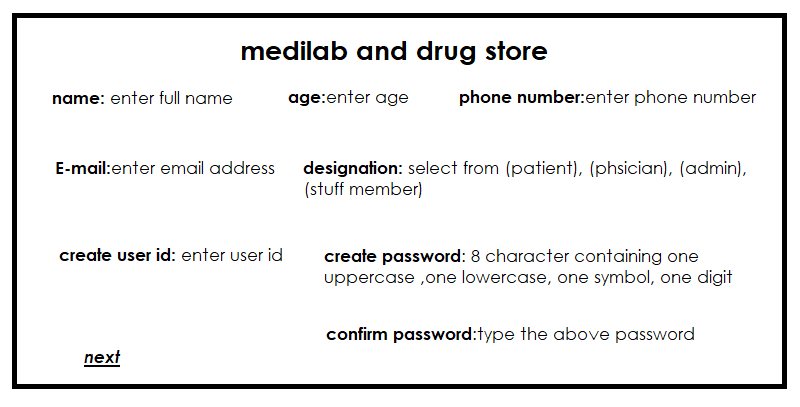 medilab and drug store
name: enter full name
age:enter age
phone number:enter phone number
E-mail:enter email address
designation: select from (patient), (phsician), (admin),
(stuff member)
create user id: enter user id
create password: 8 character containing one
uppercase ,one lowercase, one symbol, one digit
confirm password:type the above password
next